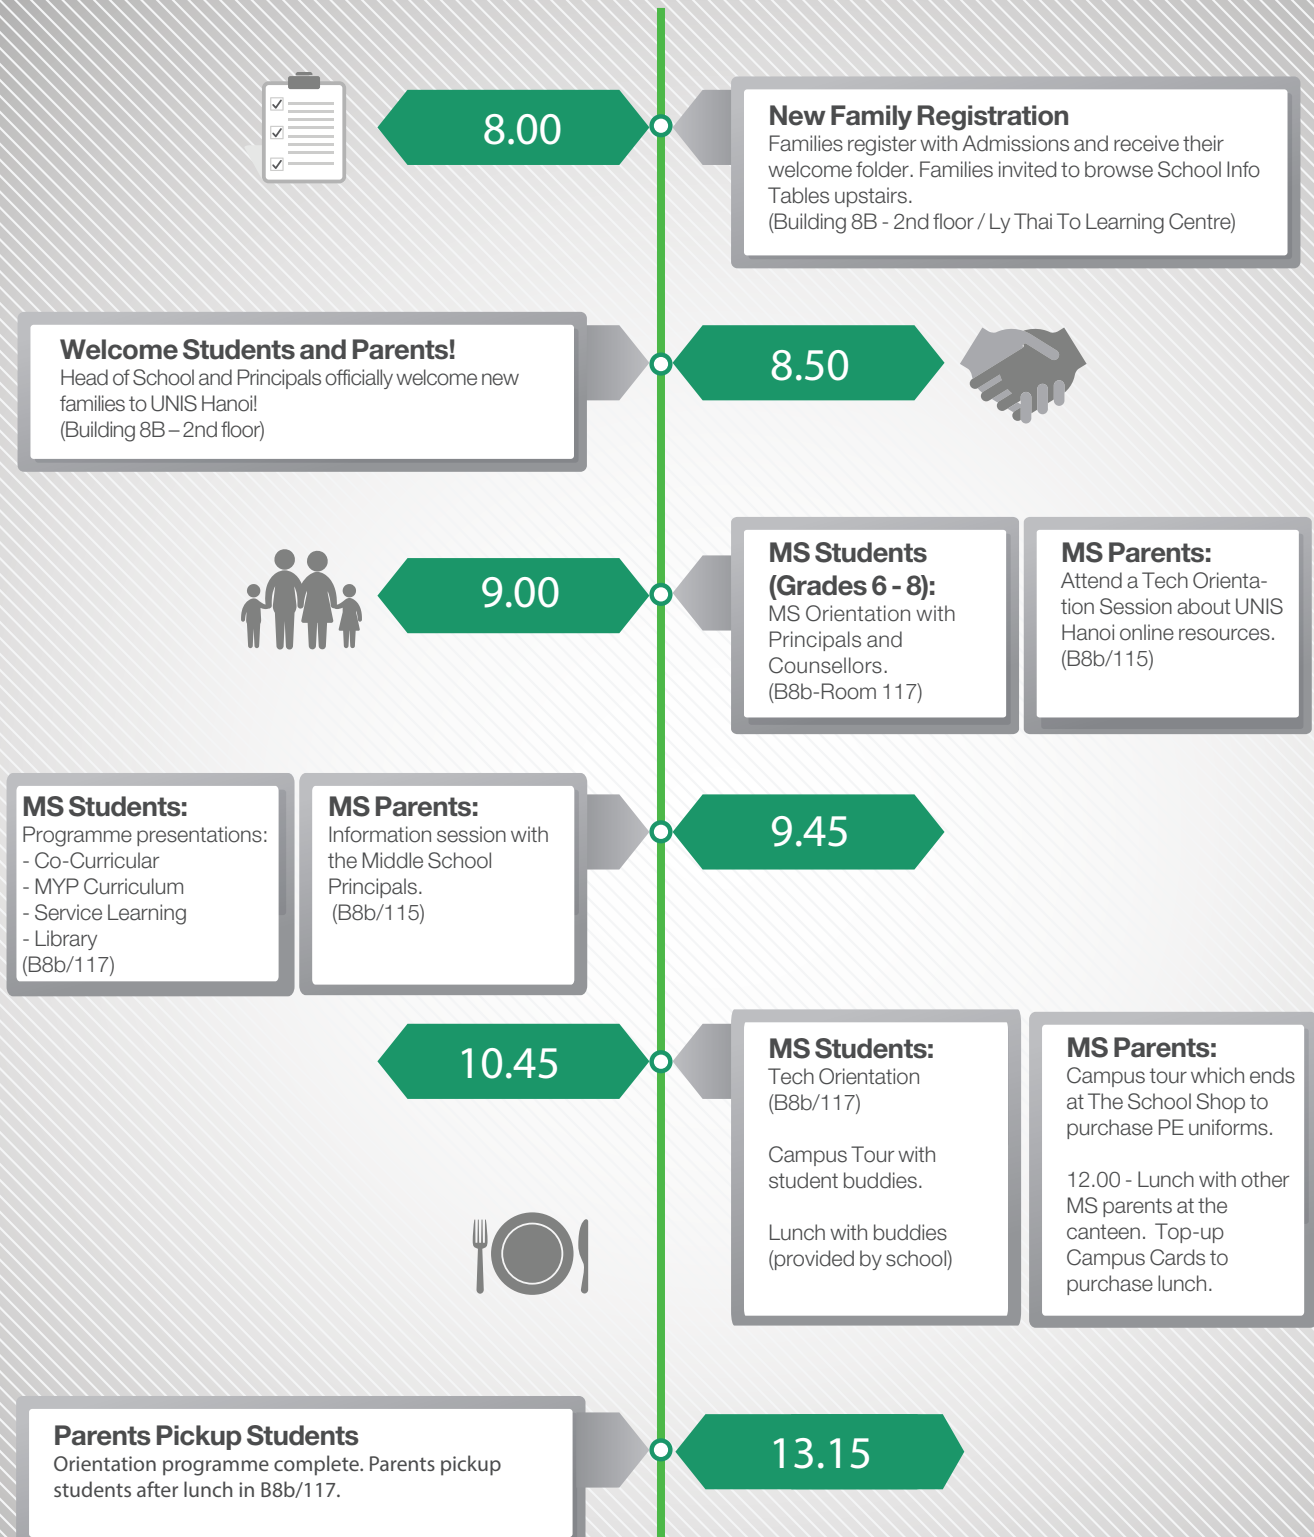 8.00
New Family Registration
Families register with Admissions and receive their
welcome folder. Families invited to browse School Info
Tables upstairs.
(Building 8B - 2nd floor / Ly Thai To Learning Centre)
Welcome Students and Parents!
Head of School and Principals officially welcome new
families to UNIS Hanoi!
(Building 8B – 2nd floor)
8.50
9.00
MS Students
(Grades 6 - 8):
MS Orientation with
Principals and
Counsellors.
(B8b-Room 117)
MS Parents:
Attend a Tech Orienta-
tion Session about UNIS
Hanoi online resources.
(B8b/115)
MS Students:
Programme presentations:
- Co-Curricular
- MYP Curriculum
- Service Learning
- Library
(B8b/117)
MS Parents:
Information session with
the Middle School
Principals.
(B8b/115)
9.45
10.45
MS Students:
Tech Orientation
(B8b/117)
Campus Tour with
student buddies.
Lunch with buddies
(provided by school)
MS Parents:
Campus tour which ends
at The School Shop to
purchase PE uniforms.
12.00 - Lunch with other
MS parents at the
canteen. Top-up
Campus Cards to
purchase lunch.
Parents Pickup Students
Orientation programme complete. Parents pickup
students after lunch in B8b/117.
13.15